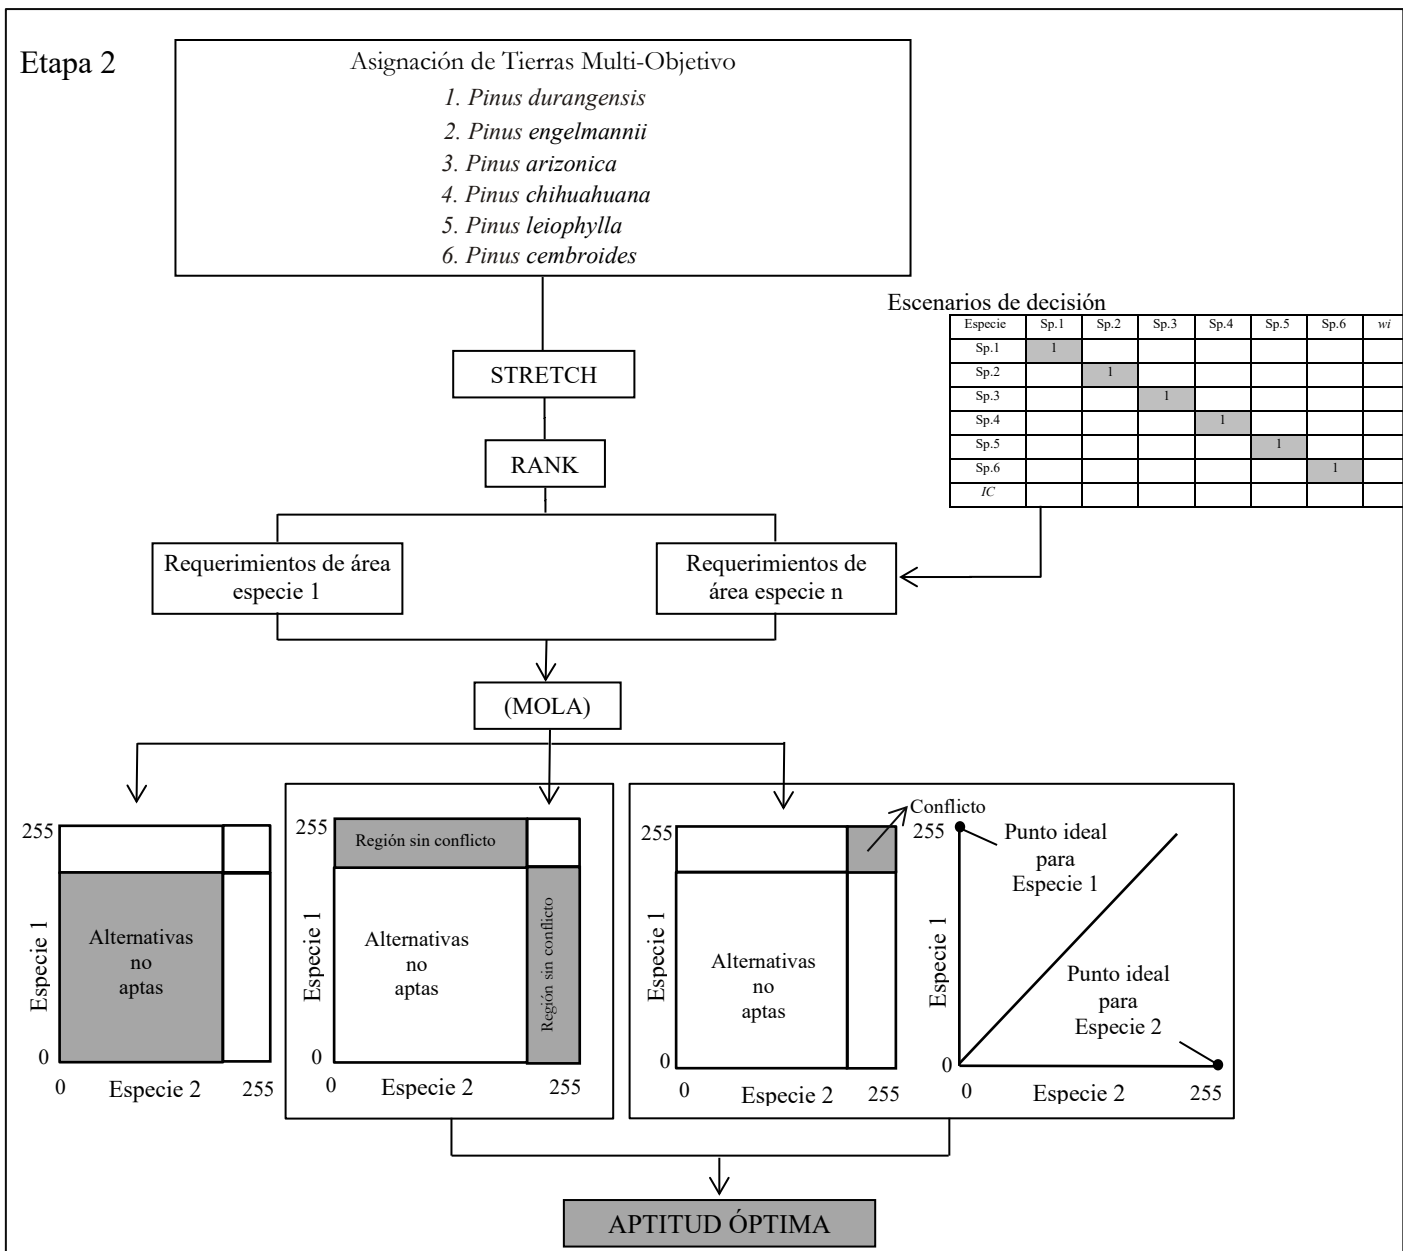 Etapa 2
Asignación de Tierras Multi-Objetivo
1. Pinus durangensis
2. Pinus engelmannii
3. Pinus arizonica
4. Pinus chihuahuana
5. Pinus leiophylla
6. Pinus cembroides
Escenarios de decisión
Especie Sp.1 Sp.2 Sp.3 Sp.4 Sp.5 Sp.6 wi
Sp.1 1
Sp.2 1
Sp.3 1
Sp.4 1
Sp.5 1
Sp.6 1
IC
STRETCH
RANK
Requerimientos de área
especie 1
Requerimientos de
área especie n
(MOLA)
255
Especie 1
Alternativas
no
aptas
0
0 Especie 2 255
255
Región sin conflicto
Especie 1
Alternativas
no
aptas
Región sin conflicto
0
0 Especie 2 255
Conflicto
255
Especie 1
Alternativas
no
aptas
0
0 Especie 2 255
255
Punto ideal
para
Especie 1
Especie 1
Punto ideal
para
Especie 2
0
0 Especie 2 255
APTITUD ÓPTIMA